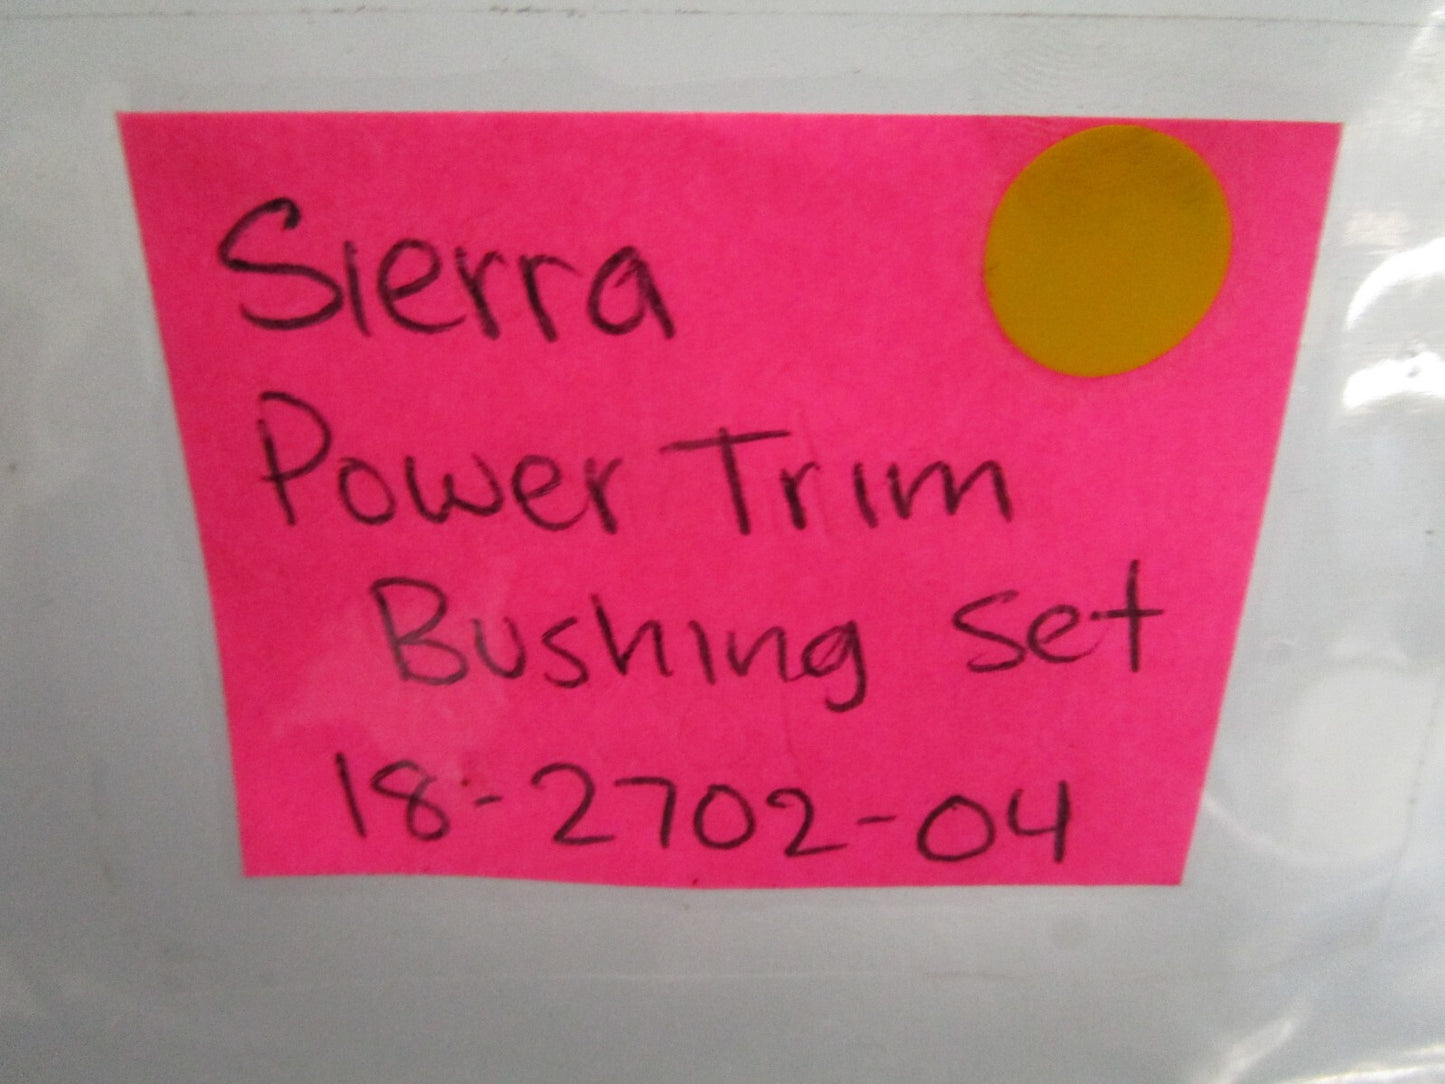 Sierra
Power Trim
Bushing Set
18-2702-04